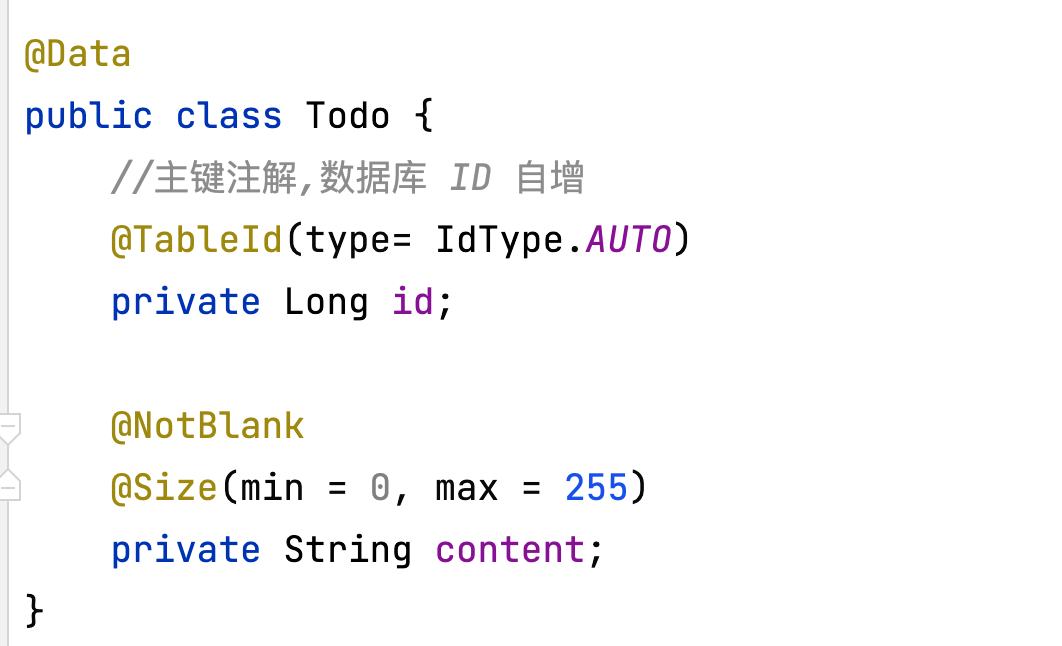 @Data
public class Todo {
    //主键注解,数据库 ID 自增
    @TableId(type= IdType.AUTO)
    private Long id;

    @NotBlank
    @Size(min = 0, max = 255)
    private String content;
}